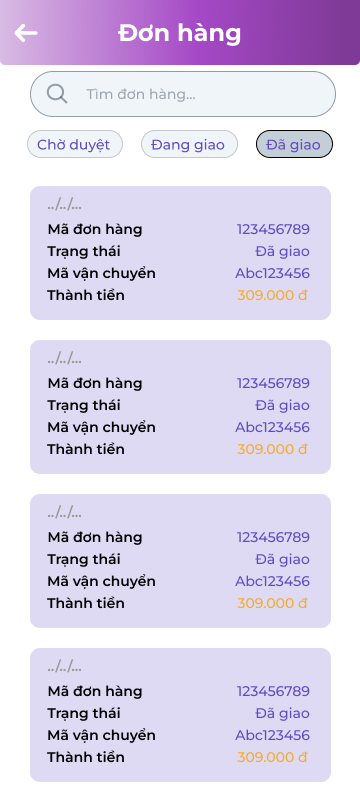 Đơn hàng
Tìm đơn hàng...
Chờ duyệt Đang giao Đã giao
../../...
Mã đơn hàng 123456789
Trạng thái Đã giao
Mã vận chuyển Abc123456
Thành tiền 309.000 đ
../../...
Mã đơn hàng 123456789
Trạng thái Đã giao
Mã vận chuyển Abc123456
Thành tiền 309.000 đ
../../...
Mã đơn hàng 123456789
Trạng thái Đã giao
Mã vận chuyển Abc123456
Thành tiền 309.000 đ
../../...
Mã đơn hàng 123456789
Trạng thái Đã giao
Mã vận chuyển Abc123456
Thành tiền 309.000 đ